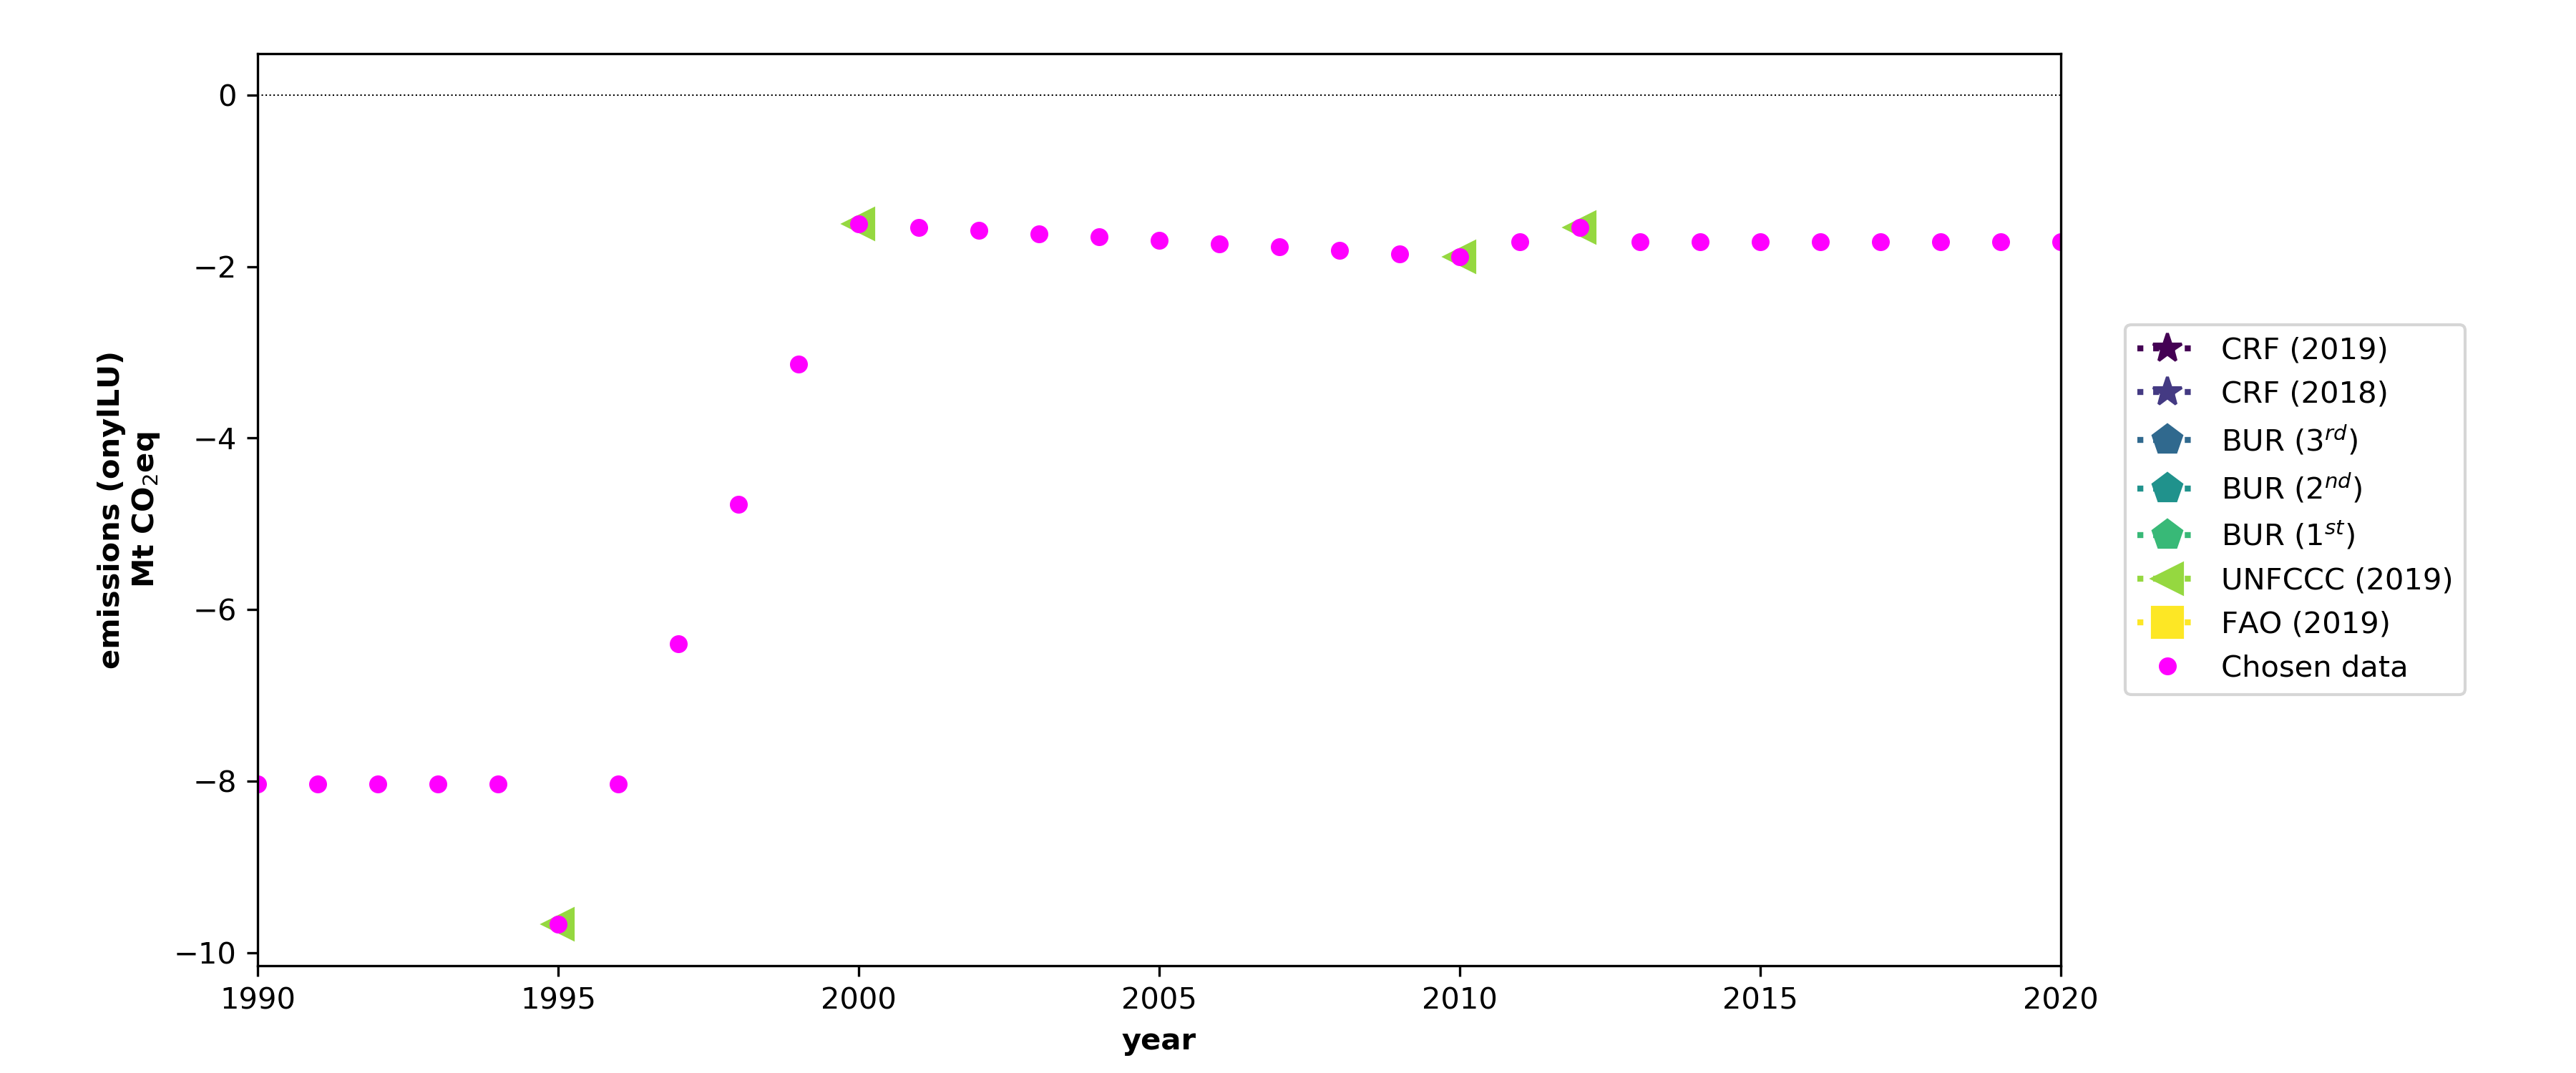 0
−2
−4
−6
−8
−10
emissions (onylLU)
Mt CO₂eq
1990
1995
2000
2005
2010
2015
2020
year
CRF (2019)
CRF (2018)
BUR (3ʳᵈ)
BUR (2ⁿᵈ)
BUR (1ˢᵗ)
UNFCCC (2019)
FAO (2019)
Chosen data